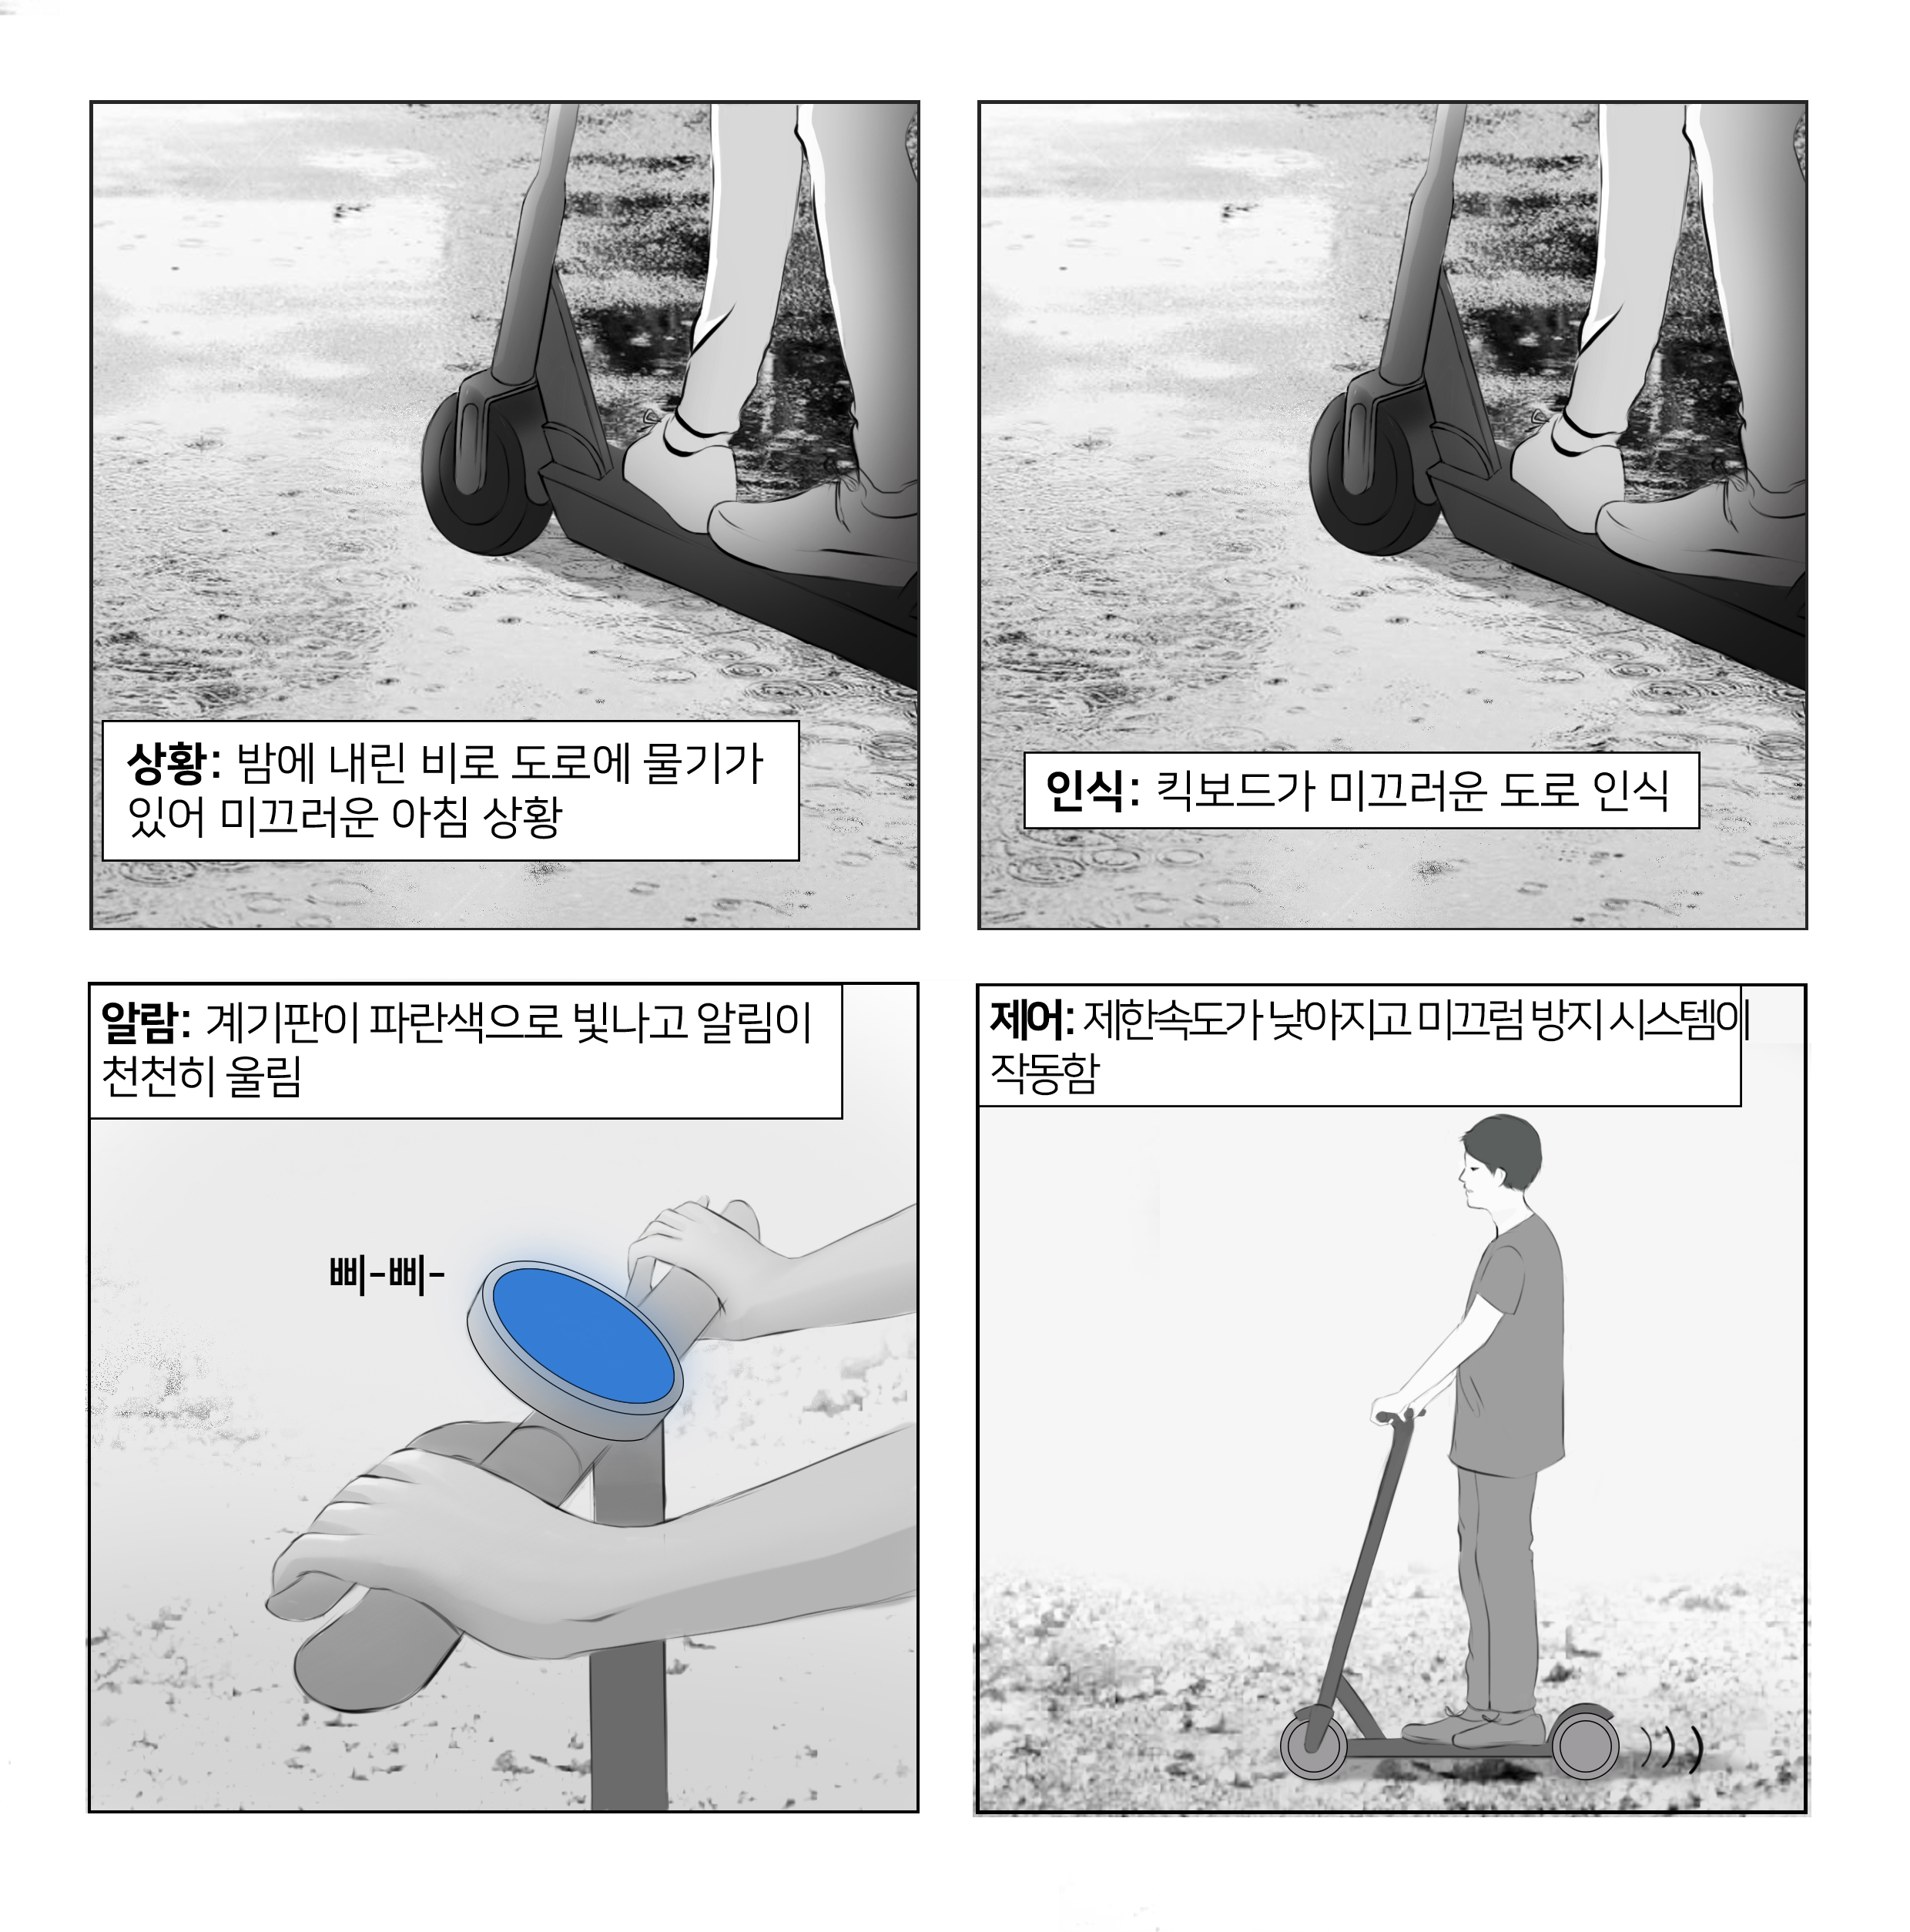 상황: 밤에 내린 비로 도로에 물기가
있어 미끄러운 아침 상황
인식: 킥보드가 미끄러운 도로 인식
알람: 계기판이 파란색으로 빛나고 알림이
천천히 울림
삐-삐-
제어: 제한속도가 낮아지고 미끄럼 방지 시스템이
작동함